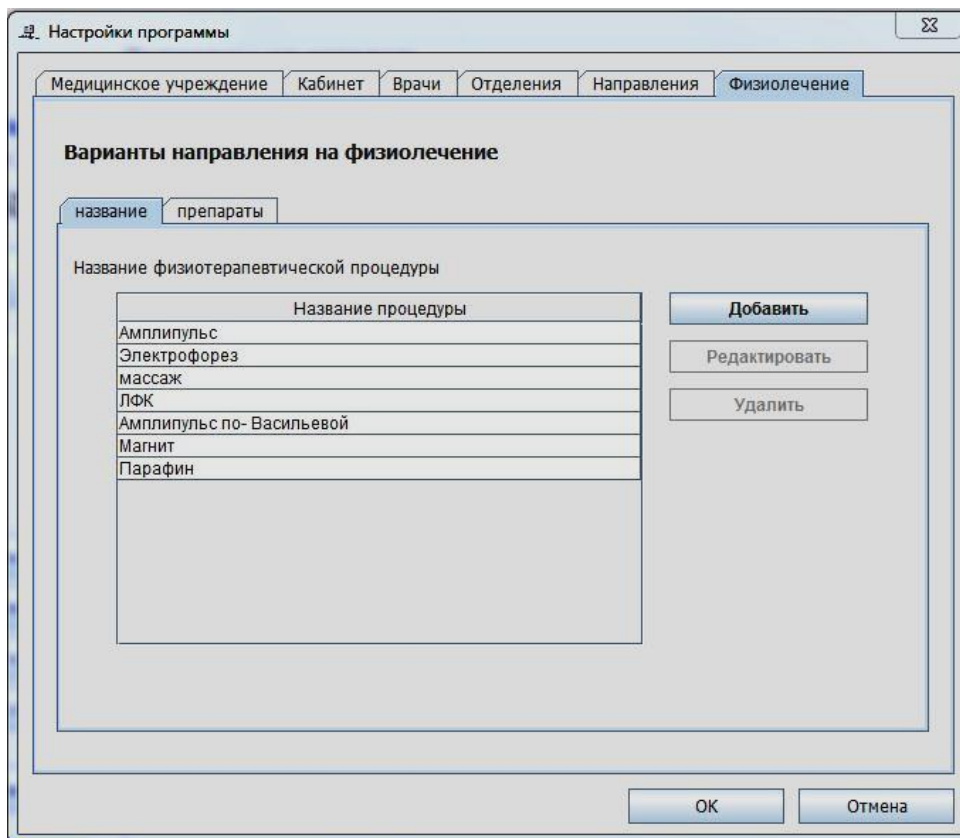 Настройки программы
Медицинское учреждение Кабинет Врачи Отделения Направления Физиолечение
Варианты направления на физиолечение
название препараты
Название физиотерапевтической процедуры
Название процедуры
Добавить
Амплипульс
Электрофорез
Редактировать
массаж
ЛФК
Удалить
Амплипульс по- Васильевой
Магнит
Парафин
OK Отмена